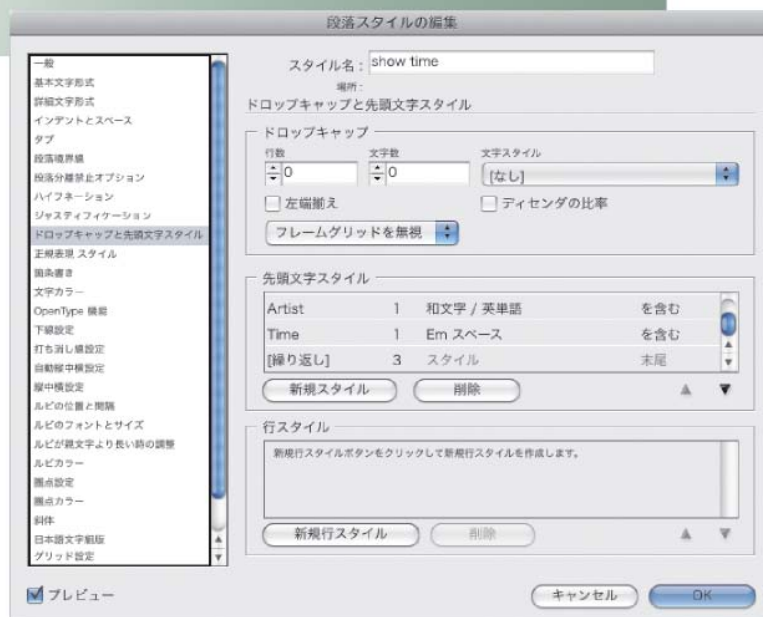 段落スタイルの編集
一般
基本文字形式
詳細文字形式
インデントとスペース
タブ
段落境界線
段落分離禁止オプション
ハイフネーション
ジャスティフィケーション
ドロップキャップと先頭文字スタイル
正規表現 スタイル
箇条書き
文字カラー
OpenType 機能
下線設定
打ち消し線設定
自動縦中横設定
縦中横設定
ルビの位置と間隔
ルビのフォントとサイズ
ルビが親文字より長い時の調整
ルビカラー
圏点設定
圏点カラー
斜体
日本語文字組版
グリッド設定
スタイル名 : show time
場所 :
ドロップキャップと先頭文字スタイル
ドロップキャップ
行数 文字数 文字スタイル
0 0 [なし]
左端揃え ディセンダの比率
フレームグリッドを無視
先頭文字スタイル
Artist 1 和文字 / 英単語 を含む
Time 1 Em スペース を含む
[繰り返し] 3 スタイル 末尾
新規スタイル 削除
行スタイル
新規行スタイルボタンをクリックして新規行スタイルを作成します。
新規行スタイル 削除
プレビュー キャンセル OK